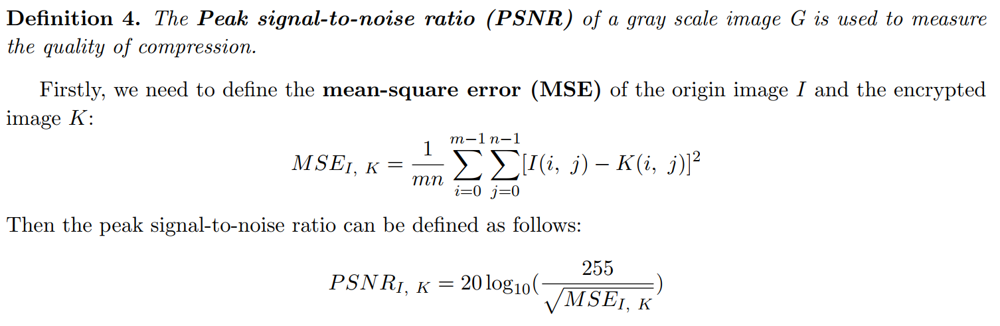 Definition 4. The Peak signal-to-noise ratio (PSNR) of a gray scale image G is used to measure
the quality of compression.
Firstly, we need to define the mean-square error (MSE) of the origin image I and the encrypted
image K:
MSE_{I, K} = \frac{1}{mn} \sum_{i=0}^{m-1} \sum_{j=0}^{n-1} [I(i, j) − K(i, j)]^2
Then the peak signal-to-noise ratio can be defined as follows:
PSNR_{I, K} = 20 \log_{10}(\frac{255}{\sqrt{MSE_{I, K}}})